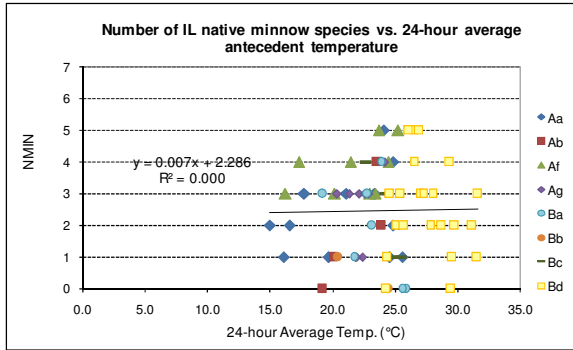 Number of IL native minnow species vs. 24-hour average
antecedent temperature
7
6
5
4
3
2
1
0
NMIN
y = 0.007x + 2.286
R² = 0.000
0.0 5.0 10.0 15.0 20.0 25.0 30.0 35.0
24-hour Average Temp. (°C)
Aa
Ab
Af
Ag
Ba
Bb
Bc
Bd